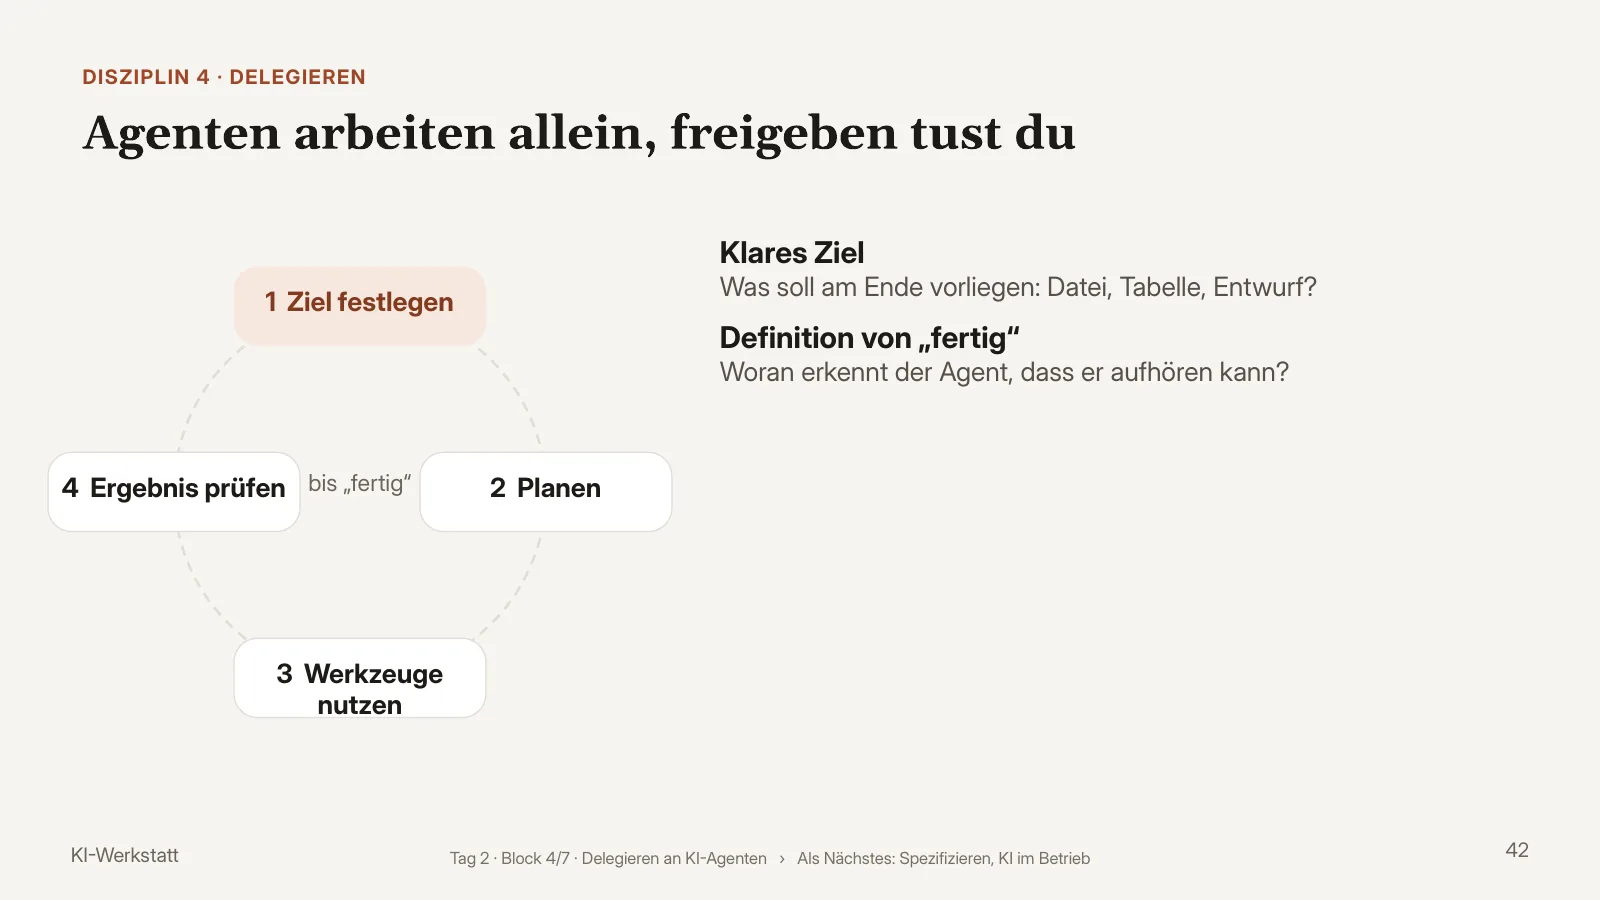 DISZIPLIN 4 · DELEGIEREN
Agenten arbeiten allein, freigeben tust du
1 Ziel festlegen
4 Ergebnis prüfen
bis „fertig“
2 Planen
3 Werkzeuge
nutzen
Klares Ziel
Was soll am Ende vorliegen: Datei, Tabelle, Entwurf?
Definition von „fertig“
Woran erkennt der Agent, dass er aufhören kann?
KI-Werkstatt
Tag 2 · Block 4/7 · Delegieren an KI-Agenten › Als Nächstes: Spezifizieren, KI im Betrieb
42